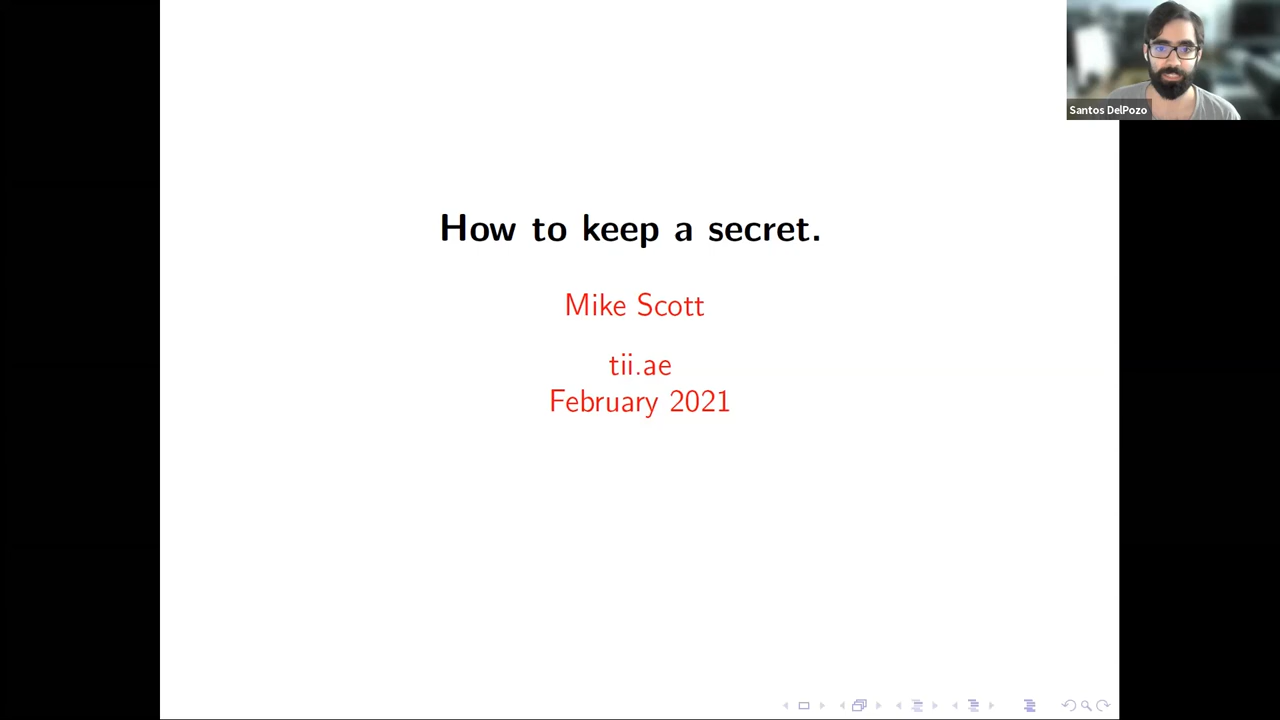 Santos DelPozo
How to keep a secret.
Mike Scott
tii.ae
February 2021